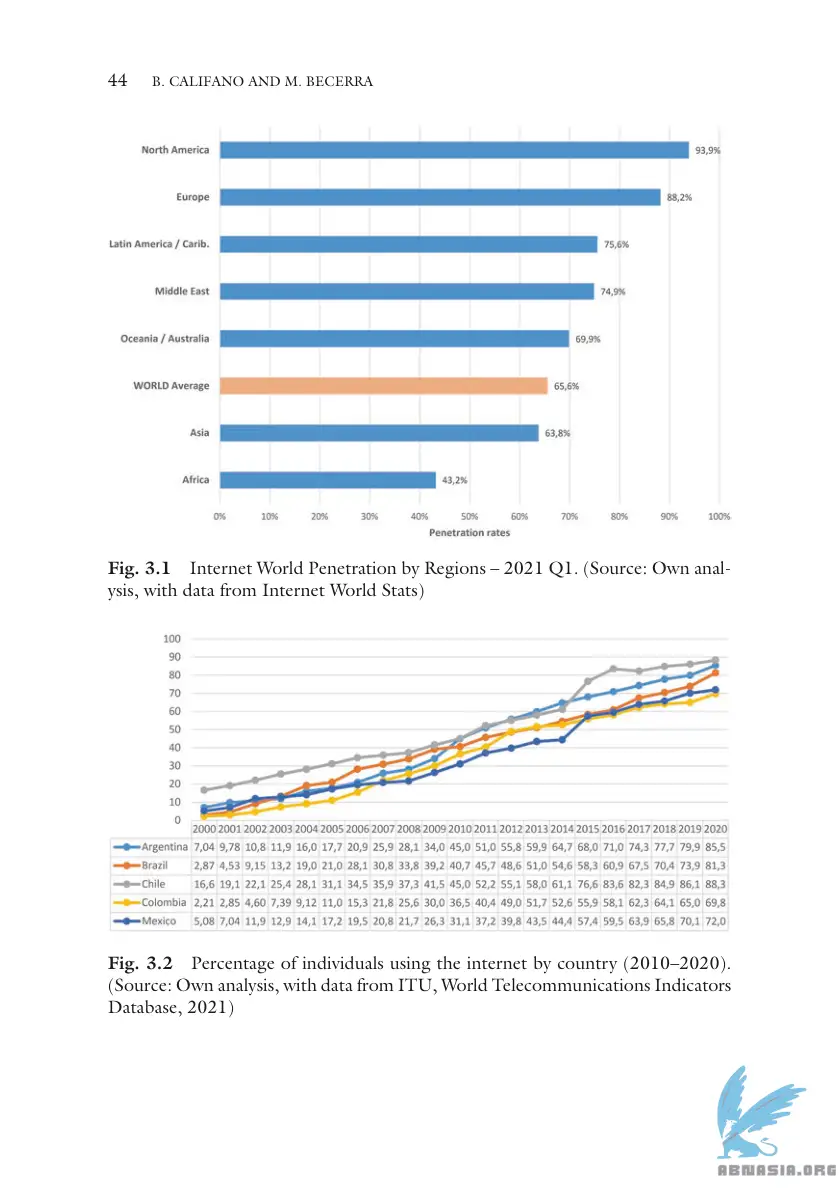 44 B. CALIFANO AND M. BECERRA
North America 93,9%
Europe 88,2%
Latin America / Carib. 75,6%
Middle East 74,9%
Oceania / Australia 69,9%
WORLD Average 65,6%
Asia 63,8%
Africa 43,2%
0% 10% 20% 30% 40% 50% 60% 70% 80% 90% 100%
Penetration rates
Fig. 3.1 Internet World Penetration by Regions – 2021 Q1. (Source: Own anal-
ysis, with data from Internet World Stats)
100
90
80
70
60
50
40
30
20
10
0
2000 2001 2002 2003 2004 2005 2006 2007 2008 2009 2010 2011 2012 2013 2014 2015 2016 2017 2018 2019 2020
Argentina 7,04 9,78 10,8 11,9 16,0 17,7 20,9 25,9 28,1 34,0 45,0 51,0 55,8 59,9 64,7 68,0 71,0 74,3 77,7 79,9 85,5
Brazil 2,87 4,53 9,15 13,2 19,0 21,0 28,1 30,8 33,8 39,2 40,7 45,7 48,6 51,0 54,6 58,3 60,9 67,5 70,4 73,9 81,3
Chile 16,6 19,1 22,1 25,4 28,1 31,1 34,5 35,9 37,3 41,5 45,0 52,2 55,1 58,0 61,1 76,6 83,6 82,3 84,9 86,1 88,3
Colombia 2,21 2,85 4,60 7,39 9,12 11,0 15,3 21,8 25,6 30,0 36,5 40,4 49,0 51,7 52,6 55,9 58,1 62,3 64,1 65,0 69,8
Mexico 5,08 7,04 11,9 12,9 14,1 17,2 19,5 20,8 21,7 26,3 31,1 37,2 39,8 43,5 44,4 57,4 59,5 63,9 65,8 70,1 72,0
Fig. 3.2 Percentage of individuals using the internet by country (2010–2020).
(Source: Own analysis, with data from ITU, World Telecommunications Indicators
Database, 2021)
ABNASIA.ORG